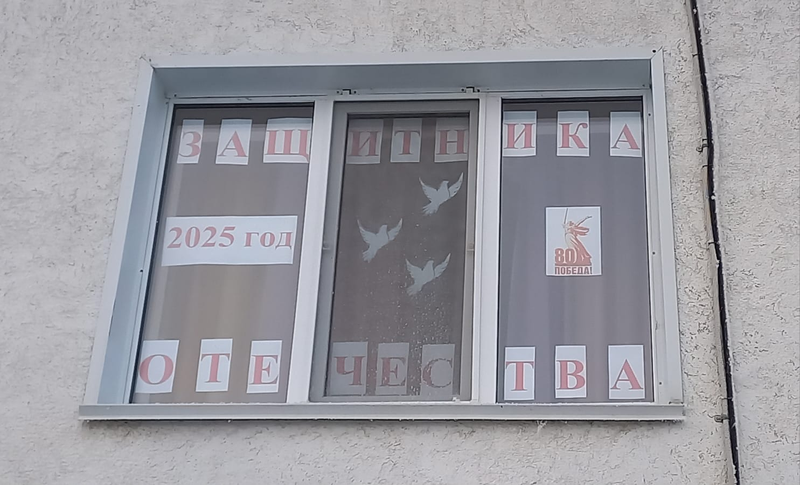 ЗАЩИТНИКА
2025 год
80
ПОБЕДА!
ОТЕЧЕСТВА